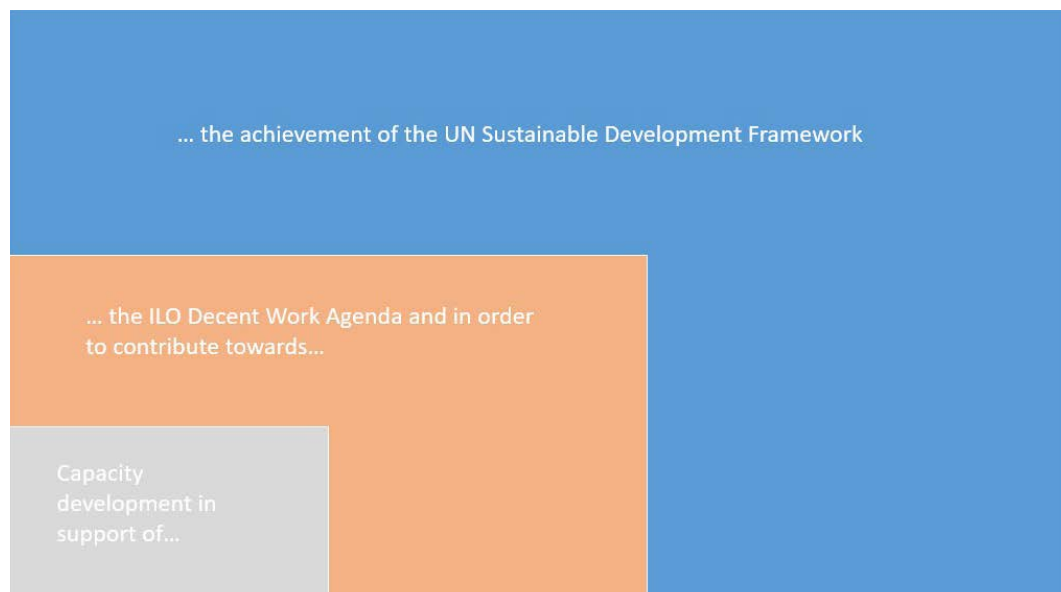 … the achievement of the UN Sustainable Development Framework
… the ILO Decent Work Agenda and in order
to contribute towards…
Capacity
development in
support of…